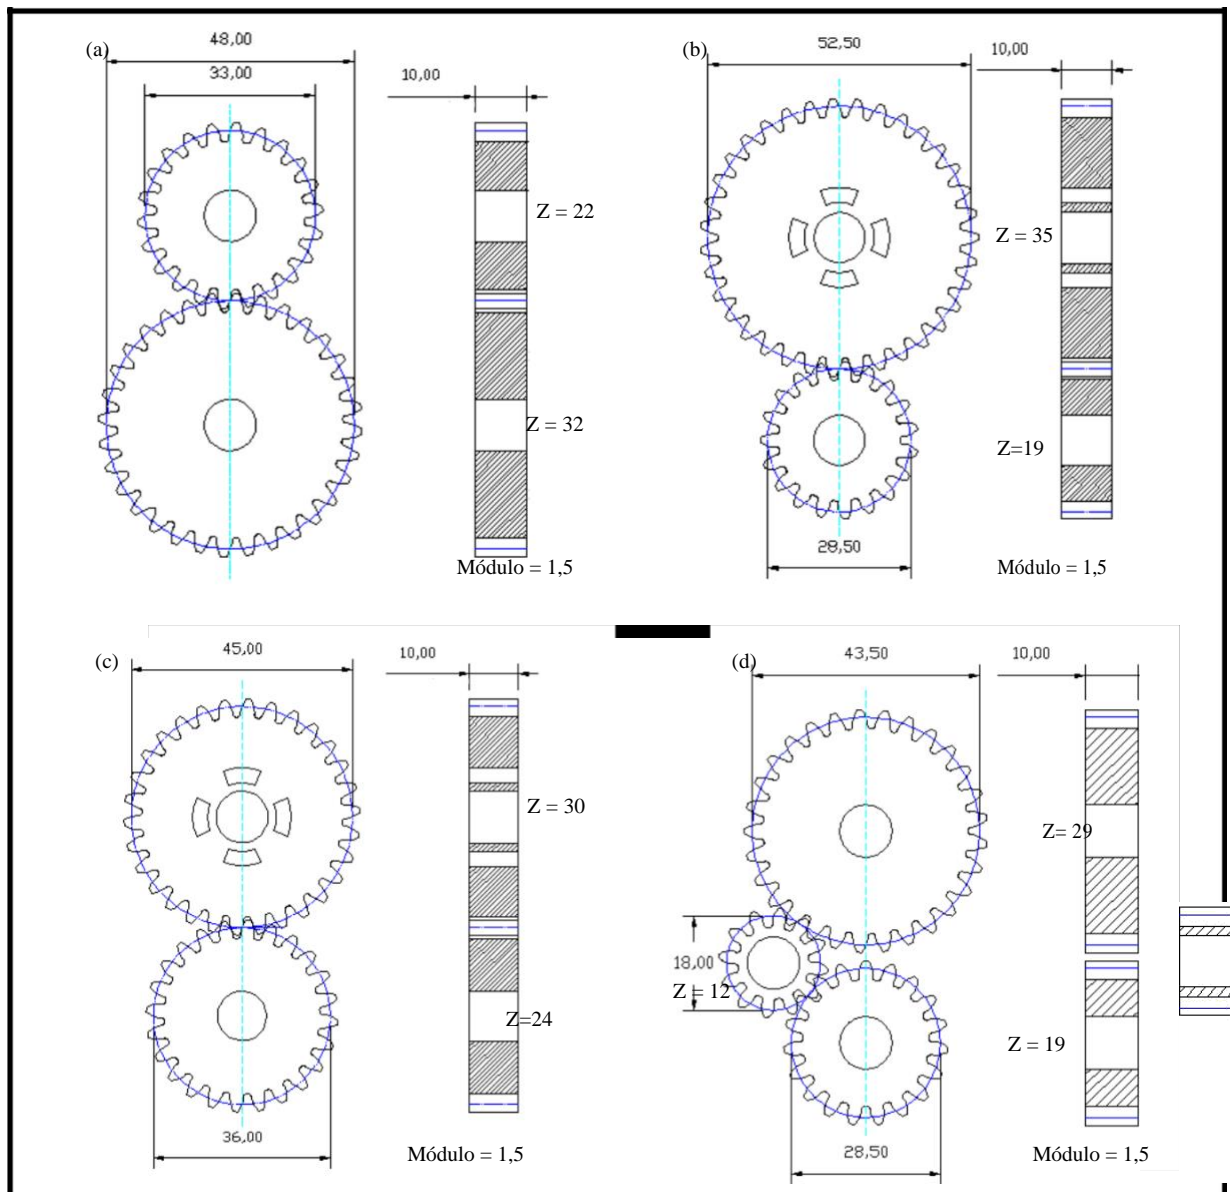 (a)
48,00
33,00
10,00
Z = 22
Z = 32
Módulo = 1,5
(b)
52,50
10,00
Z = 35
Z=19
28,50
Módulo = 1,5
(c)
45,00
10,00
Z = 30
Z=24
36,00
Módulo = 1,5
(d)
43,50
10,00
Z= 29
18,00
Z = 12
Z = 19
28,50
Módulo = 1,5